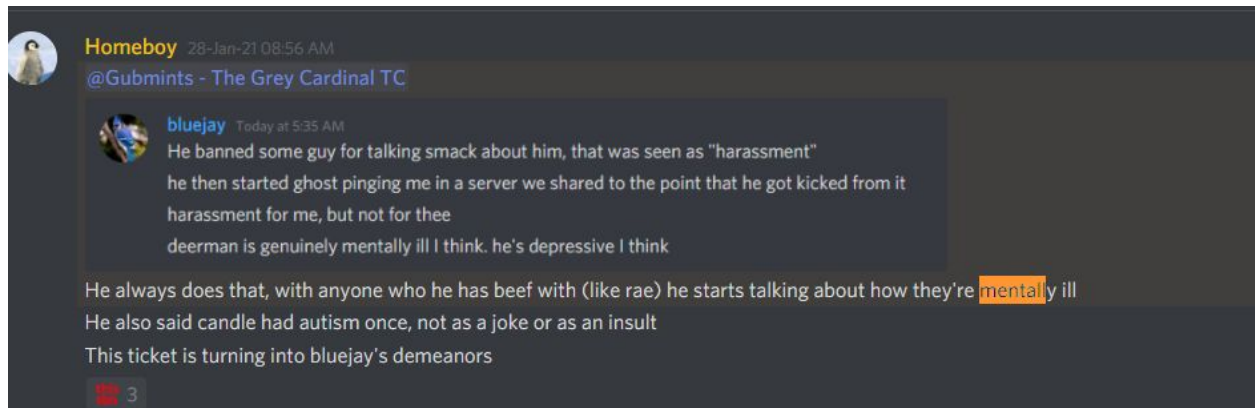 Homeboy 28-Jan-21 08:56 AM
@Gubmints - The Grey Cardinal TC
bluejay Today at 5:35 AM
He banned some guy for talking smack about him, that was seen as "harassment"
he then started ghost pinging me in a server we shared to the point that he got kicked from it
harassment for me, but not for thee
deerman is genuinely mentally ill I think. he's depressive I think
He always does that, with anyone who he has beef with (like rae) he starts talking about how they're mentally ill
He also said candle had autism once, not as a joke or as an insult
This ticket is turning into bluejay's demeanors
3